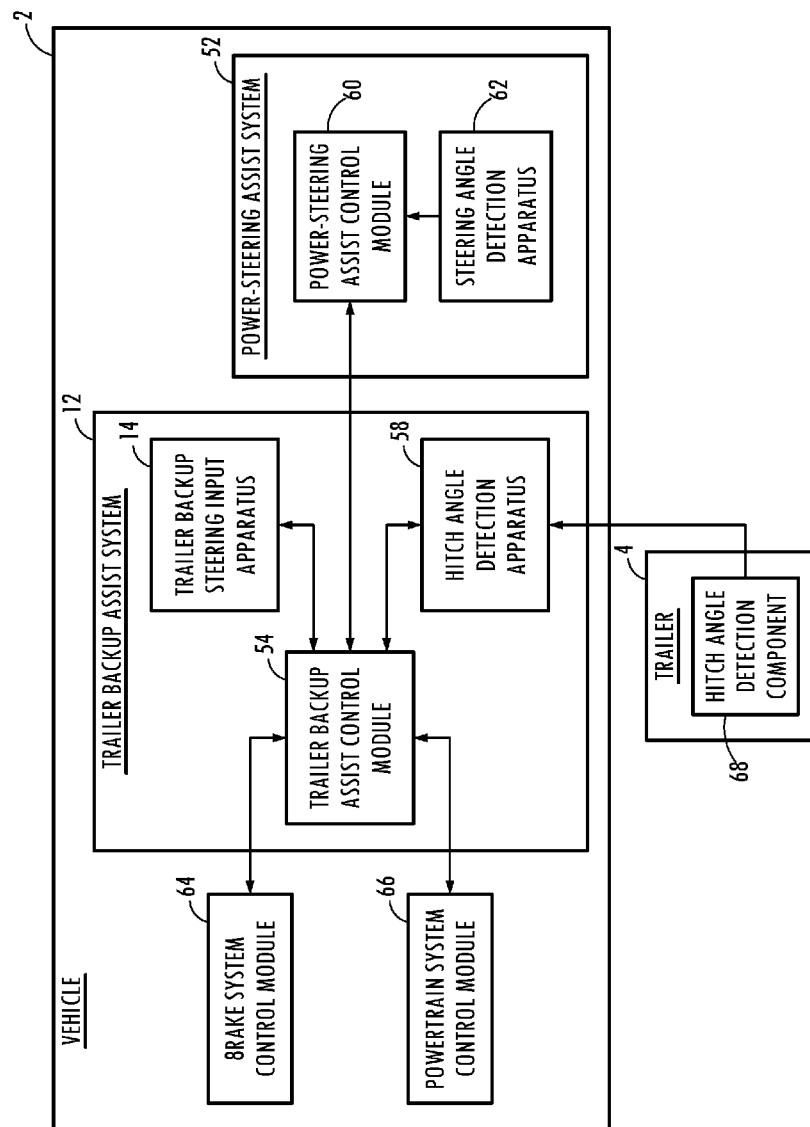 VEHICLE
2
8RAKE SYSTEM
CONTROL MODULE
64
POWERTRAIN SYSTEM
CONTROL MODULE
66
TRAILER BACKUP ASSIST SYSTEM
12
TRAILER BACKUP
ASSIST CONTROL
MODULE
54
TRAILER BACKUP
STEERING INPUT
APPARATUS
14
HITCH ANGLE
DETECTION
APPARATUS
58
POWER-STEERING ASSIST SYSTEM
52
POWER-STEERING
ASSIST CONTROL
MODULE
60
STEERING ANGLE
DETECTION
APPARATUS
62
TRAILER
4
HITCH ANGLE
DETECTION
COMPONENT
68